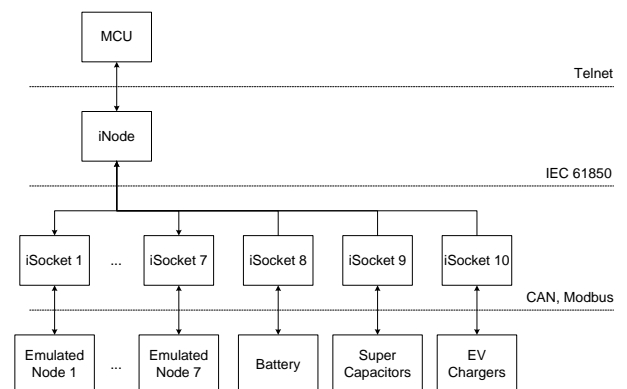 MCU
Telnet
iNode
IEC 61850
iSocket 1
...
iSocket 7
iSocket 8
iSocket 9
iSocket 10
CAN, Modbus
Emulated
Node 1
...
Emulated
Node 7
Battery
Super
Capacitors
EV
Chargers